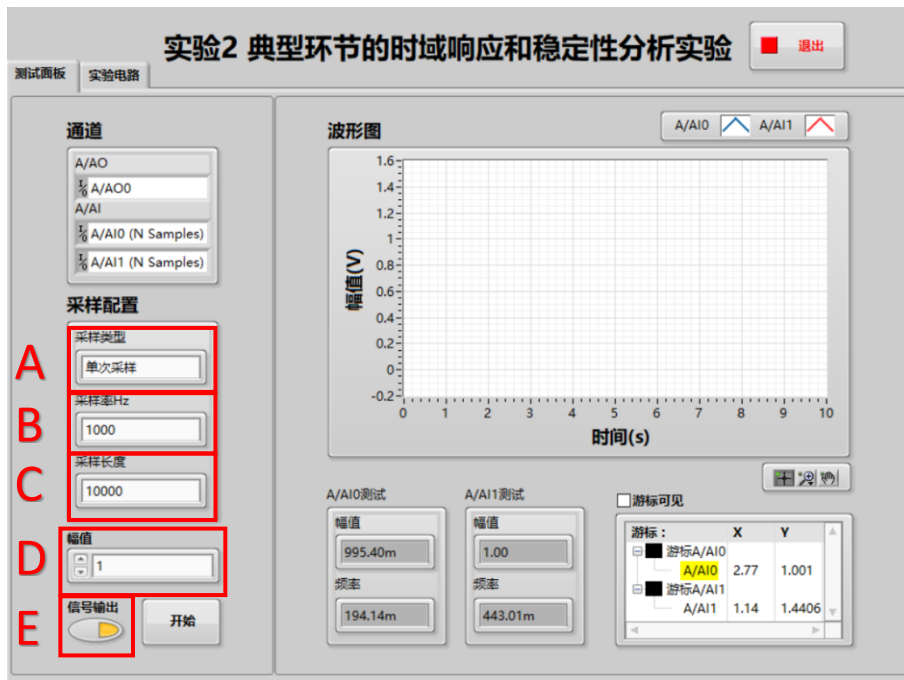 实验2 典型环节的时域响应和稳定性分析实验
退出
测试面板
实验电路
通道
A/AO
A/AO0
A/AI
A/AI0 (N Samples)
A/AI1 (N Samples)
采样配置
A
采样类型
单次采样
B
采样率Hz
1000
C
采样长度
10000
D
幅值
1
E
信号输出
开始
波形图
A/AI0
A/AI1
幅值(V)
1.6
1.4
1.2
1
0.8
0.6
0.4
0.2
0
-0.2
0 1 2 3 4 5 6 7 8 9 10
时间(s)
A/AI0测试
幅值
995.40m
频率
194.14m
A/AI1测试
幅值
1.00
频率
443.01m
游标可见
游标： X Y
游标A/AI0
A/AI0 2.77 1.001
游标A/AI1
A/AI1 1.14 1.4406